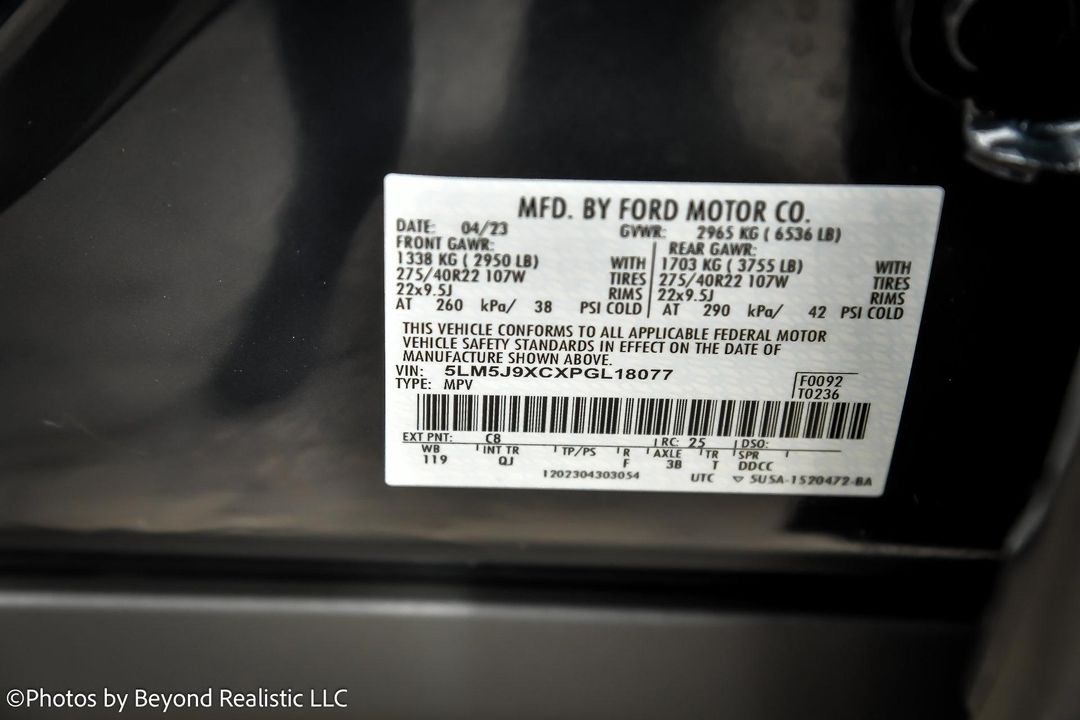 MFD. BY FORD MOTOR CO.
DATE: 04/23 GVWR: 2965 KG ( 6536 LB)
FRONT GAWR: REAR GAWR:
1338 KG ( 2950 LB) WITH 1703 KG ( 3755 LB) WITH
275/40R22 107W TIRES 275/40R22 107W TIRES
22x9.5J RIMS 22x9.5J RIMS
AT 260 kPa/ 38 PSI COLD AT 290 kPa/ 42 PSI COLD
THIS VEHICLE CONFORMS TO ALL APPLICABLE FEDERAL MOTOR
VEHICLE SAFETY STANDARDS IN EFFECT ON THE DATE OF
MANUFACTURE SHOWN ABOVE.
VIN: 5LM5J9XCXPGL18077
TYPE: MPV
F0092
T0236
EXT PNT: C8 RC: 25 DSO:
WB INT TR TP/PS R AXLE TR SPR
119 QJ F 3B T DDCC
1202304303054 UTC ▽ 5U5A-1520472-BA
©Photos by Beyond Realistic LLC